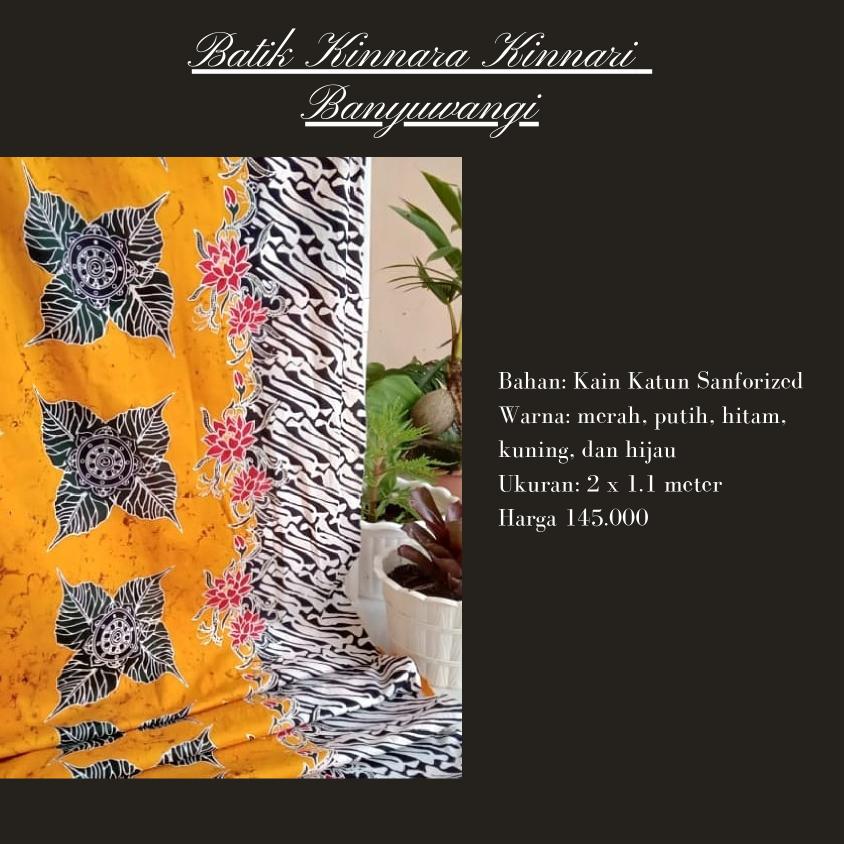 Batik Kinnara Kinnari
Banyuwangi
Bahan: Kain Katun Sanforized
Warna: merah, putih, hitam,
kuning, dan hijau
Ukuran: 2 x 1.1 meter
Harga 145.000